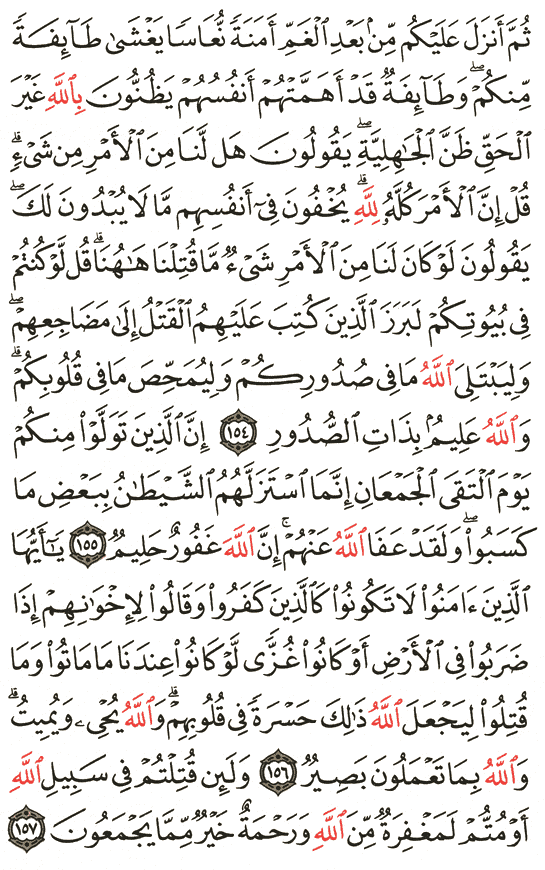 ثُمَّ أَنزَلَ عَلَيْكُم مِّنۢ بَعْدِ ٱلْغَمِّ أَمَنَةً نُّعَاسًا يَغْشَىٰ طَآئِفَةً
مِّنكُمْ ۖ وَطَآئِفَةٌ قَدْ أَهَمَّتْهُمْ أَنفُسُهُمْ يَظُنُّونَ بِٱللَّهِ غَيْرَ
ٱلْحَقِّ ظَنَّ ٱلْجَـٰهِلِيَّةِ ۖ يَقُولُونَ هَل لَّنَا مِنَ ٱلْأَمْرِ مِن شَىْءٍ ۗ
قُلْ إِنَّ ٱلْأَمْرَ كُلَّهُۥ لِلَّهِ ۗ يُخْفُونَ فِىٓ أَنفُسِهِم مَّا لَا يُبْدُونَ لَكَ ۖ
يَقُولُونَ لَوْ كَانَ لَنَا مِنَ ٱلْأَمْرِ شَىْءٌ مَّا قُتِلْنَا هَـٰهُنَا ۗ قُل لَّوْ كُنتُمْ
فِى بُيُوتِكُمْ لَبَرَزَ ٱلَّذِينَ كُتِبَ عَلَيْهِمُ ٱلْقَتْلُ إِلَىٰ مَضَاجِعِهِمْ ۖ
وَلِيَبْتَلِىَ ٱللَّهُ مَا فِى صُدُورِكُمْ وَلِيُمَحِّصَ مَا فِى قُلُوبِكُمْ ۗ
وَٱللَّهُ عَلِيمٌۢ بِذَاتِ ٱلصُّدُورِ ١٥٤ إِنَّ ٱلَّذِينَ تَوَلَّوْا۟ مِنكُمْ
يَوْمَ ٱلْتَقَى ٱلْجَمْعَانِ إِنَّمَا ٱسْتَزَلَّهُمُ ٱلشَّيْطَـٰنُ بِبَعْضِ مَا
كَسَبُوا۟ ۖ وَلَقَدْ عَفَا ٱللَّهُ عَنْهُمْ ۗ إِنَّ ٱللَّهَ غَفُورٌ حَلِيمٌ ١٥٥ يَـٰٓأَيُّهَا
ٱلَّذِينَ ءَامَنُوا۟ لَا تَكُونُوا۟ كَٱلَّذِينَ كَفَرُوا۟ وَقَالُوا۟ لِإِخْوَٰنِهِمْ إِذَا
ضَرَبُوا۟ فِى ٱلْأَرْضِ أَوْ كَانُوا۟ غُزًّى لَّوْ كَانُوا۟ عِندَنَا مَا مَاتُوا۟ وَمَا
قُتِلُوا۟ لِيَجْعَلَ ٱللَّهُ ذَٰلِكَ حَسْرَةً فِى قُلُوبِهِمْ ۗ وَٱللَّهُ يُحْىِۦ وَيُمِيتُ ۗ
وَٱللَّهُ بِمَا تَعْمَلُونَ بَصِيرٌ ١٥٦ وَلَئِن قُتِلْتُمْ فِى سَبِيلِ ٱللَّهِ
أَوْ مُتُّمْ لَمَغْفِرَةٌ مِّنَ ٱللَّهِ وَرَحْمَةٌ خَيْرٌ مِّمَّا يَجْمَعُونَ ١٥٧